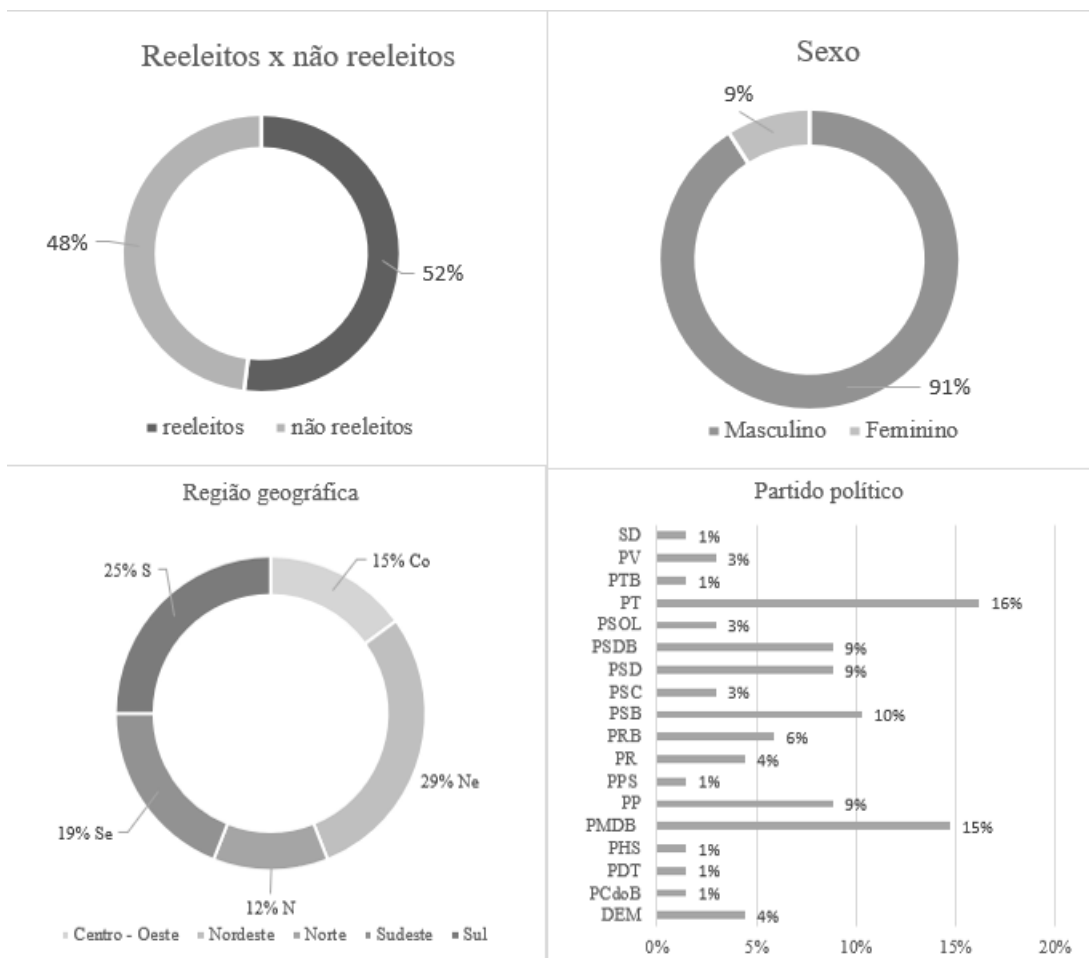 Reeleitos x não reeleitos
48%
52%
reeleitos não reeleitos
Sexo
9%
91%
Masculino Feminino
Região geográfica
25% S
15% Co
29% Ne
19% Se
12% N
Centro - Oeste Nordeste Norte Sudeste Sul
Partido político
SD 1%
PV 3%
PTB 1%
PT 16%
PSOL 3%
PSDB 9%
PSD 9%
PSC 3%
PSB 10%
PRB 6%
PR 4%
PPS 1%
PP 9%
PMDB 15%
PHS 1%
PDT 1%
PCdoB 1%
DEM 4%
0% 5% 10% 15% 20%